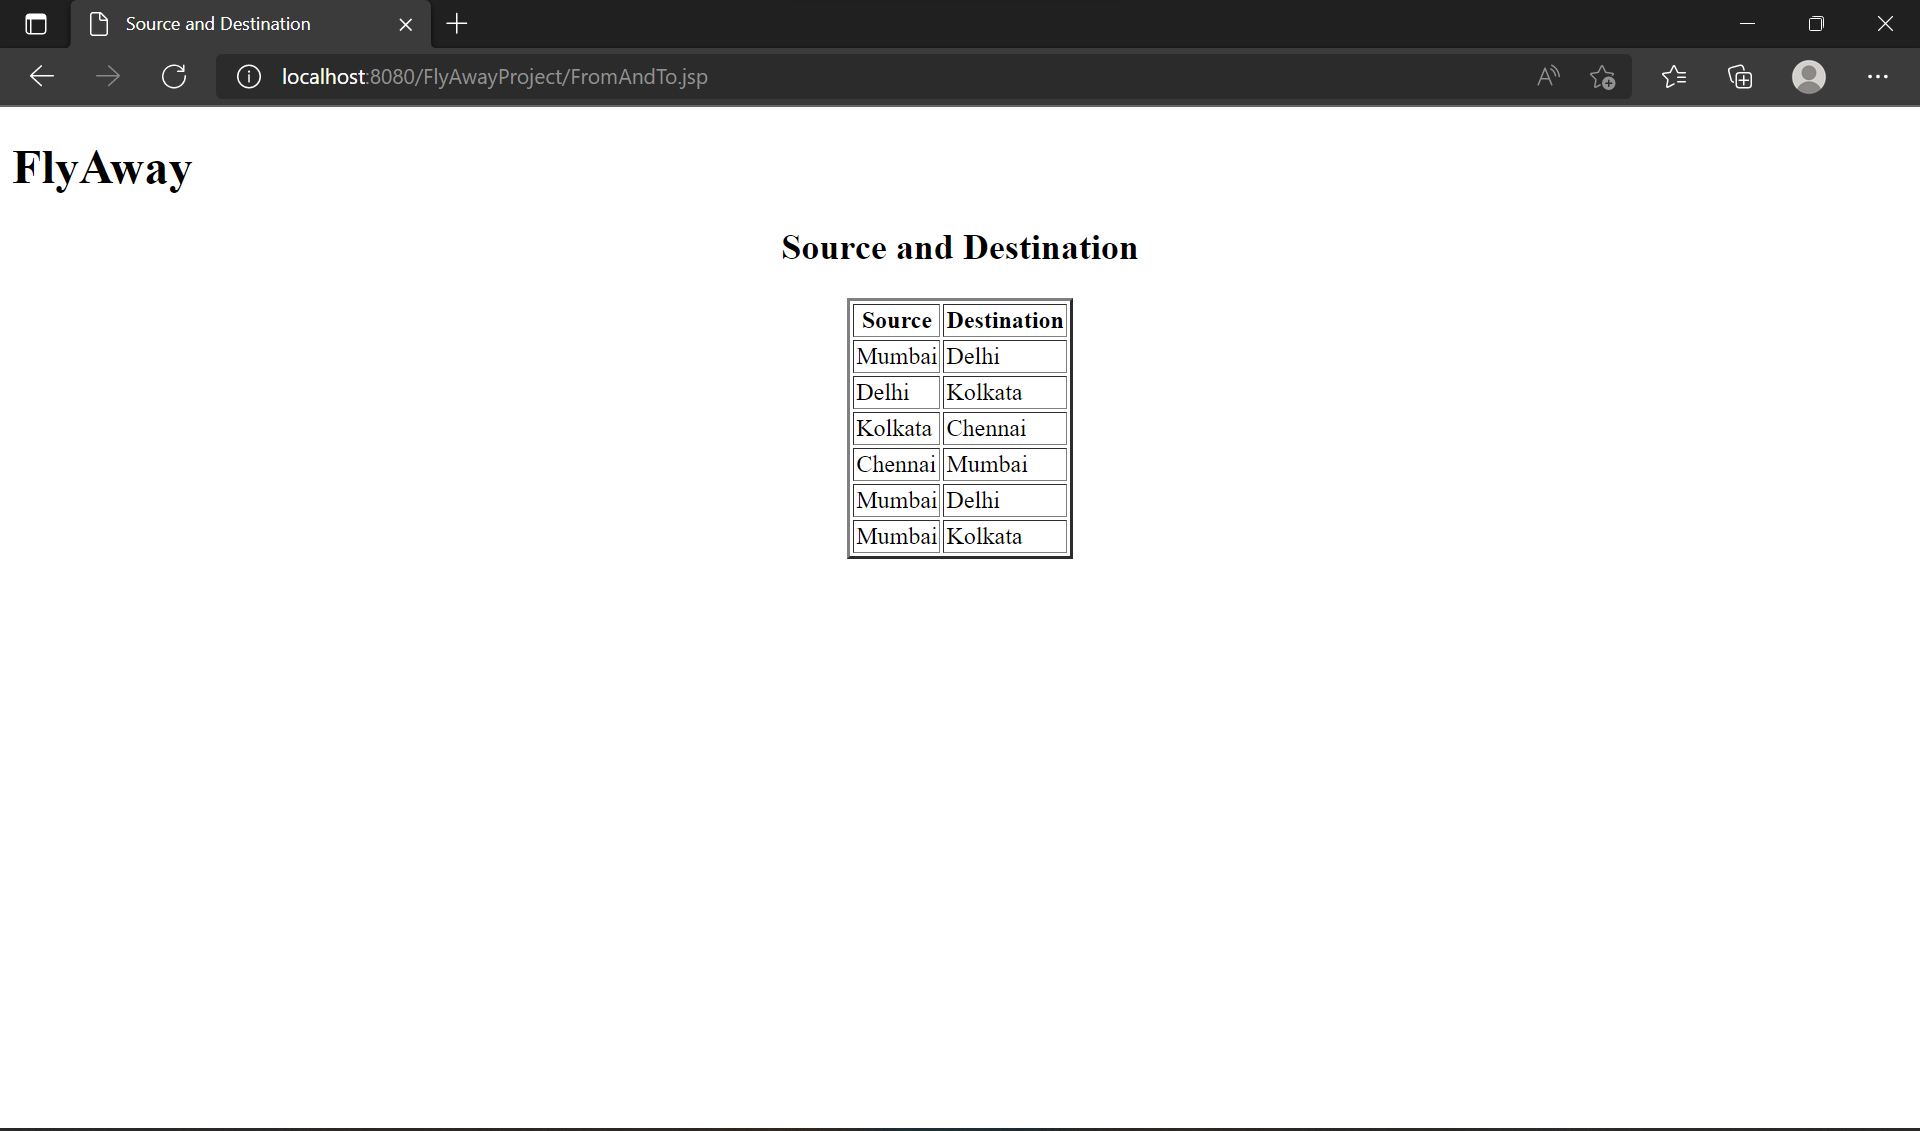 Source and Destination
localhost:8080/FlyAwayProject/FromAndTo.jsp
FlyAway
Source and Destination
Source Destination
Mumbai Delhi
Delhi Kolkata
Kolkata Chennai
Chennai Mumbai
Mumbai Delhi
Mumbai Kolkata